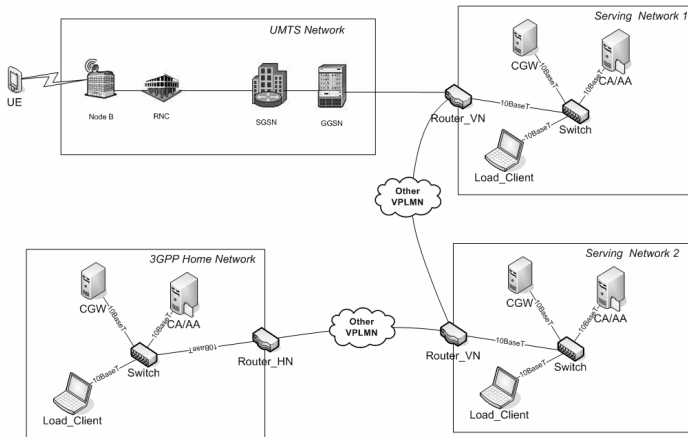 UMTS Network
UE
Node B
RNC
SGSN
GGSN
Router_VN
Serving Network 1
CGW
CA/AA
10BaseT
10BaseT
10BaseT
Switch
10BaseT
Load_Client
Other
VPLMN
3GPP Home Network
CGW
CA/AA
10BaseT
10BaseT
Switch
10BaseT
10BaseT
Load_Client
Router_HN
Other
VPLMN
Router_VN
Serving Network 2
CGW
CA/AA
10BaseT
10BaseT
10BaseT
Switch
10BaseT
Load_Client